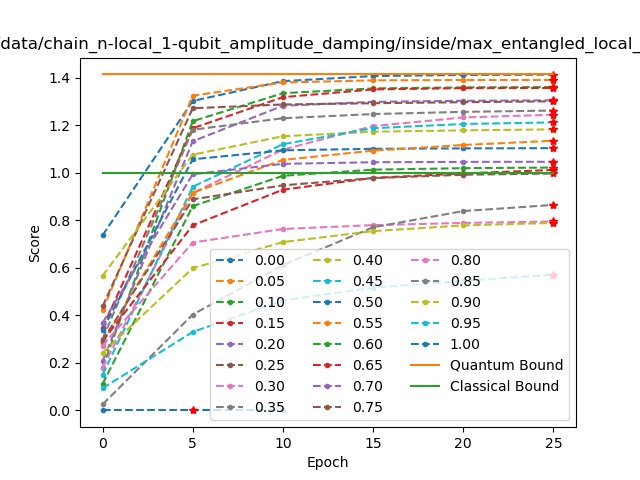 /data/chain_n-local_1-qubit_amplitude_damping/inside/max_entangled_local_
Score
1.4
1.2
1.0
0.8
0.6
0.4
0.2
0.0
0.00 0.40 0.80
0.05 0.45 0.85
0.10 0.50 0.90
0.15 0.55 0.95
0.20 0.60 1.00
0.25 0.65 Quantum Bound
0.30 0.70 Classical Bound
0.35 0.75
0 5 10 15 20 25
Epoch